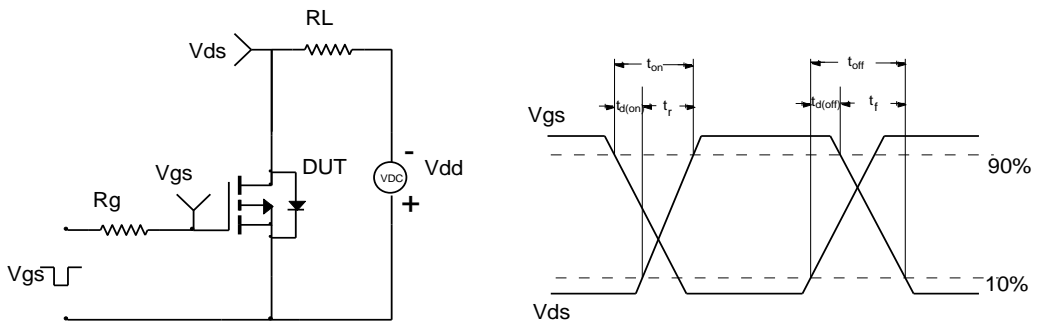 RL
Vds
Vgs
DUT
-
VDC
Vdd
+
Rg
Vgs
t_on
t_off
t_d(on)
t_r
t_d(off)
t_f
Vgs
90%
10%
Vds